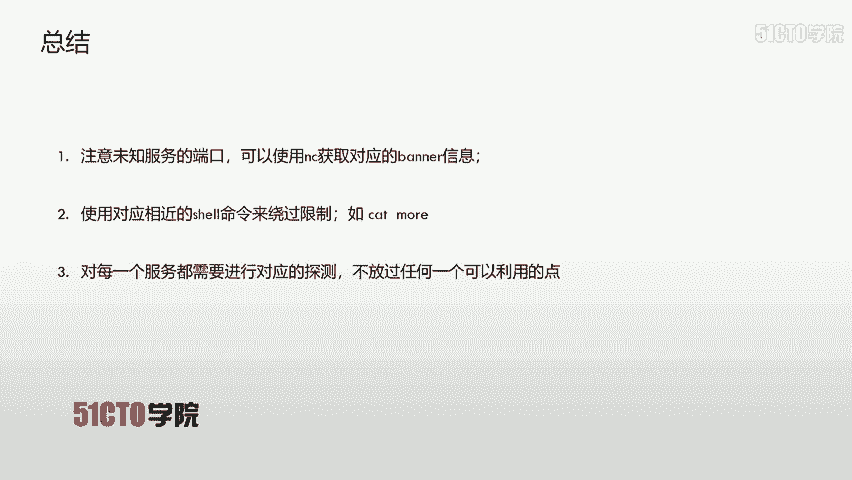 总结
51CTO学院
1. 注意未知服务的端口，可以使用nc获取对应的banner信息；
2. 使用对应相近的shell命令来绕过限制；如 cat more
3. 对每一个服务都需要进行对应的探测，不放过任何一个可以利用的点
51CTO学院